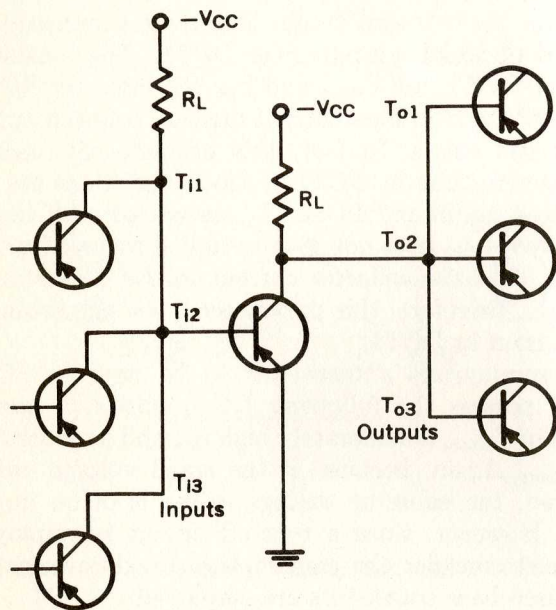 −VCC
RL
−VCC
To1
Ti1
RL
To2
Ti2
To3
Outputs
Ti3
Inputs